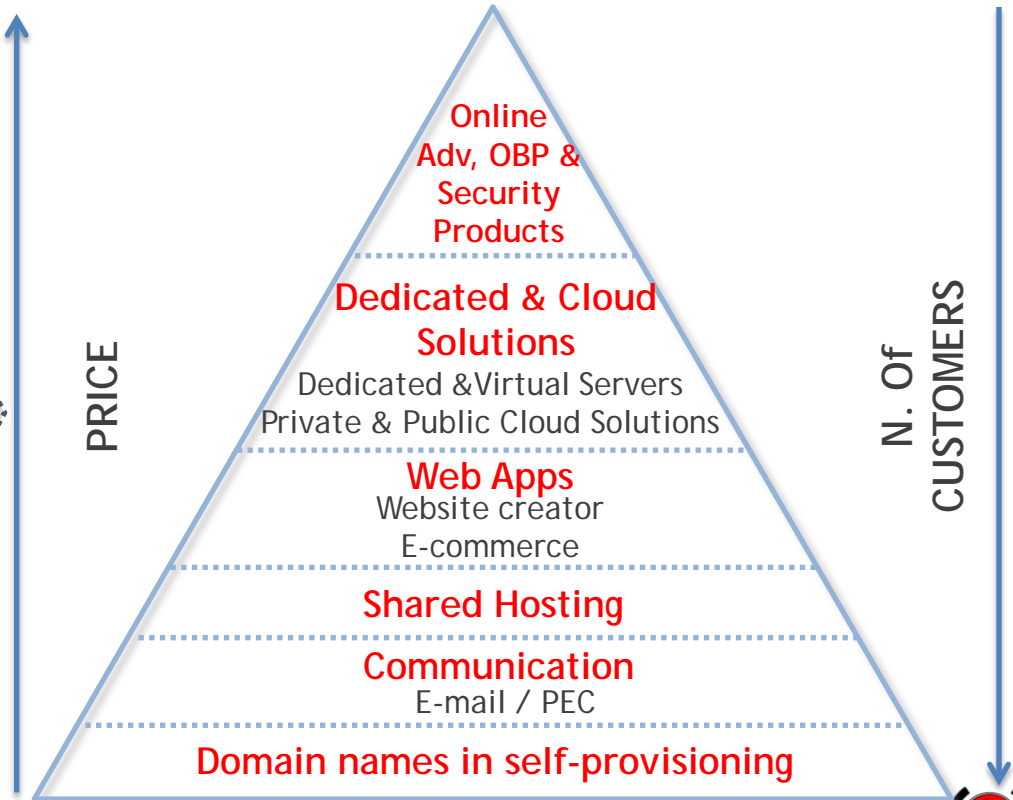 Online
Adv, OBP &
Security
Products
Dedicated & Cloud
Solutions
Dedicated &Virtual Servers
Private & Public Cloud Solutions
Web Apps
Website creator
E-commerce
Shared Hosting
Communication
E-mail / PEC
Domain names in self-provisioning
PRICE
N. Of
CUSTOMERS